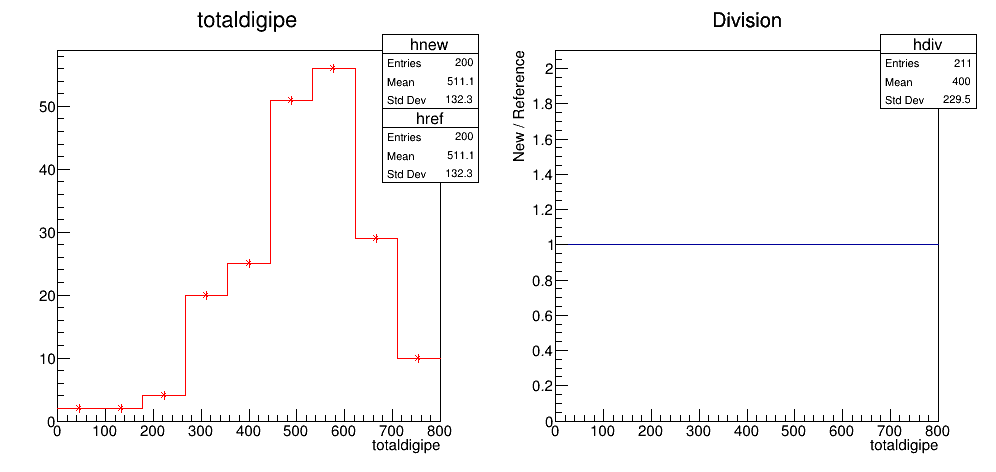 totaldigipe
hnew
Entries 200
Mean 511.1
Std Dev 132.3
href
Entries 200
Mean 511.1
Std Dev 132.3
50
40
30
20
10
0
0 100 200 300 400 500 600 700 800
totaldigipe
Division
hdiv
Entries 211
Mean 400
Std Dev 229.5
New / Reference
2
1.8
1.6
1.4
1.2
1
0.8
0.6
0.4
0.2
0
0 100 200 300 400 500 600 700 800
totaldigipe